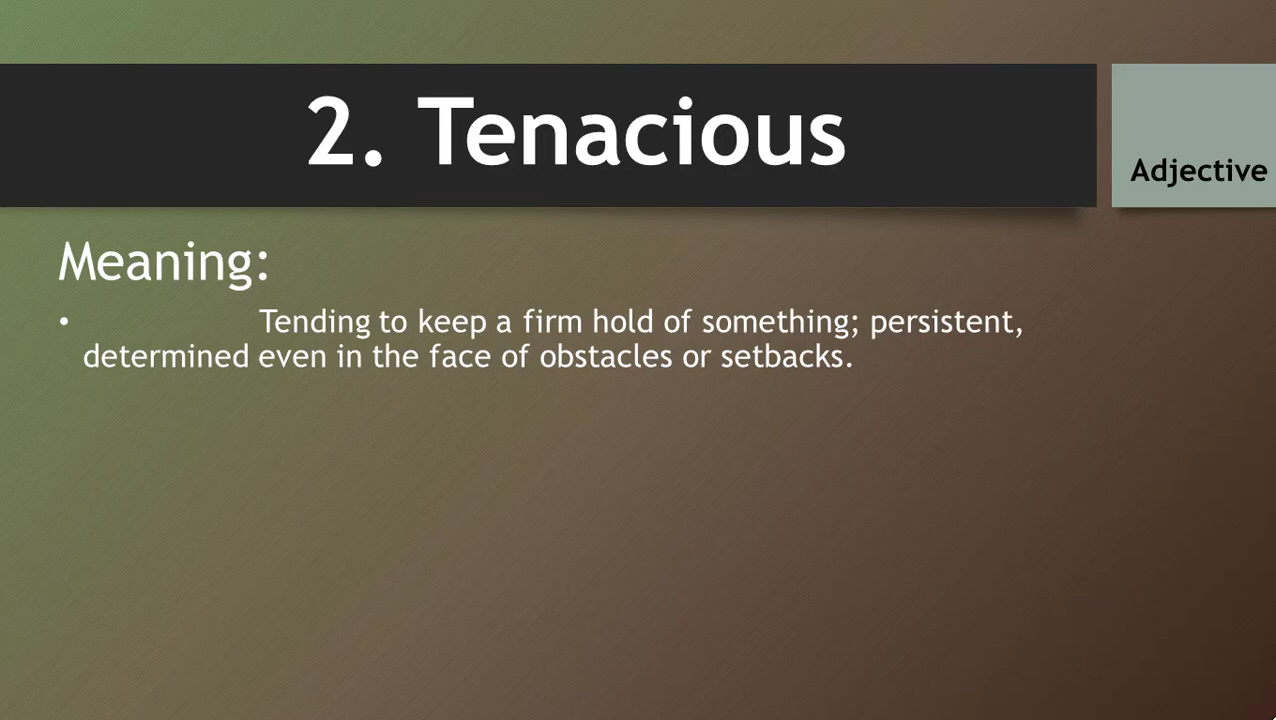 2. Tenacious
Adjective
Meaning:
• Tending to keep a firm hold of something; persistent,
determined even in the face of obstacles or setbacks.